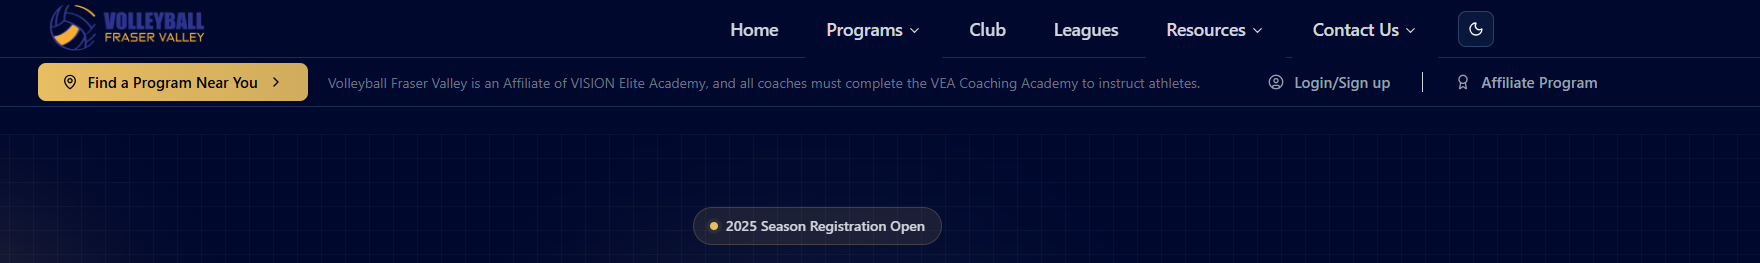 VOLLEYBALL
FRASER VALLEY
Home Programs Club Leagues Resources Contact Us
Find a Program Near You
Volleyball Fraser Valley is an Affiliate of VISION Elite Academy, and all coaches must complete the VEA Coaching Academy to instruct athletes.
Login/Sign up
Affiliate Program
2025 Season Registration Open